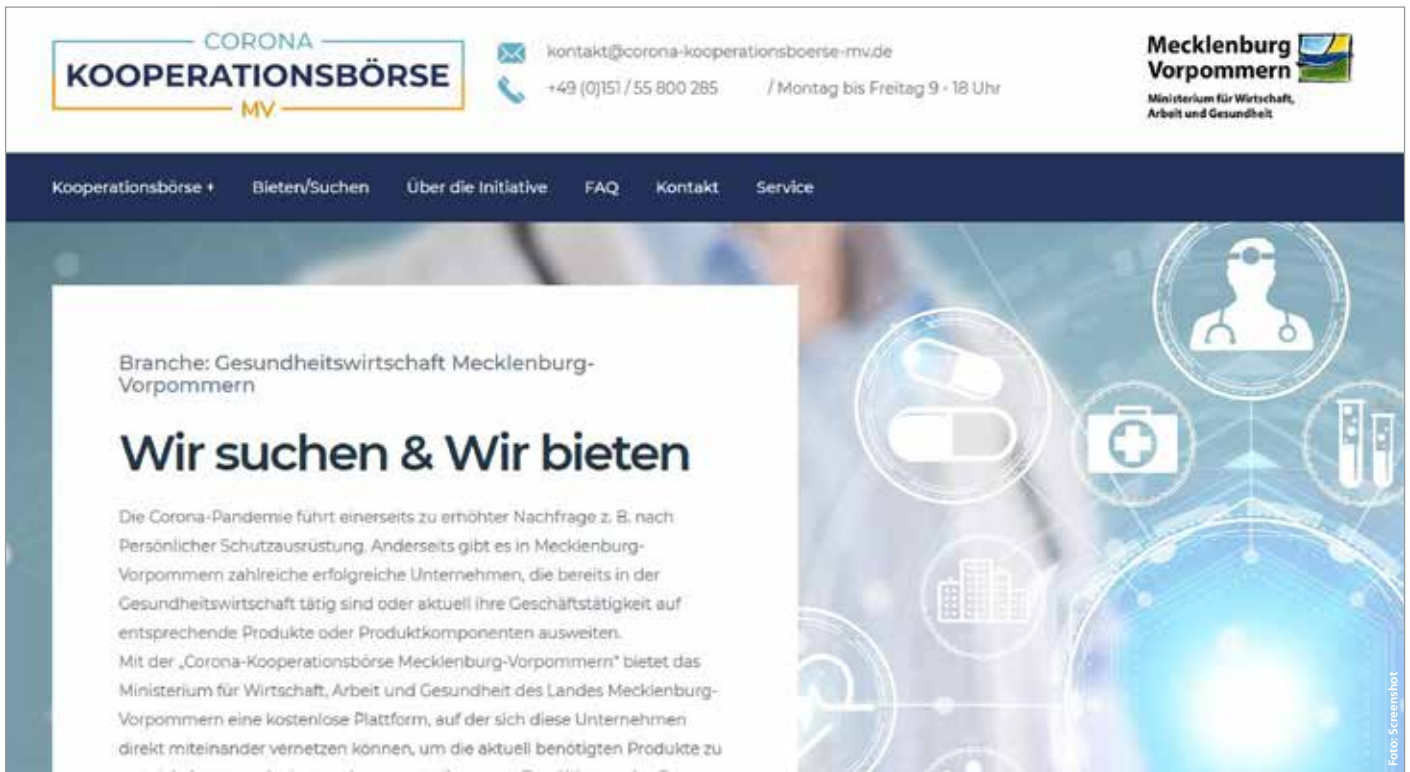 CORONA
KOOPERATIONSBÖRSE
MV
kontakt@corona-kooperationsboerse-mv.de
+49 (0)151 / 55 800 285 / Montag bis Freitag 9 - 18 Uhr
Mecklenburg
Vorpommern
Ministerium für Wirtschaft,
Arbeit und Gesundheit
Kooperationsbörse + Bieten/Suchen Über die Initiative FAQ Kontakt Service
Branche: Gesundheitswirtschaft Mecklenburg-
Vorpommern
Wir suchen & Wir bieten
Die Corona-Pandemie führt einerseits zu erhöhter Nachfrage z. B. nach
Persönlicher Schutzausrüstung. Anderseits gibt es in Mecklenburg-
Vorpommern zahlreiche erfolgreiche Unternehmen, die bereits in der
Gesundheitswirtschaft tätig sind oder aktuell ihre Geschäftstätigkeit auf
entsprechende Produkte oder Produktkomponenten ausweiten.
Mit der „Corona-Kooperationsbörse Mecklenburg-Vorpommern" bietet das
Ministerium für Wirtschaft, Arbeit und Gesundheit des Landes Mecklenburg-
Vorpommern eine kostenlose Plattform, auf der sich diese Unternehmen
direkt miteinander vernetzen können, um die aktuell benötigten Produkte zu
Foto: Screenshot